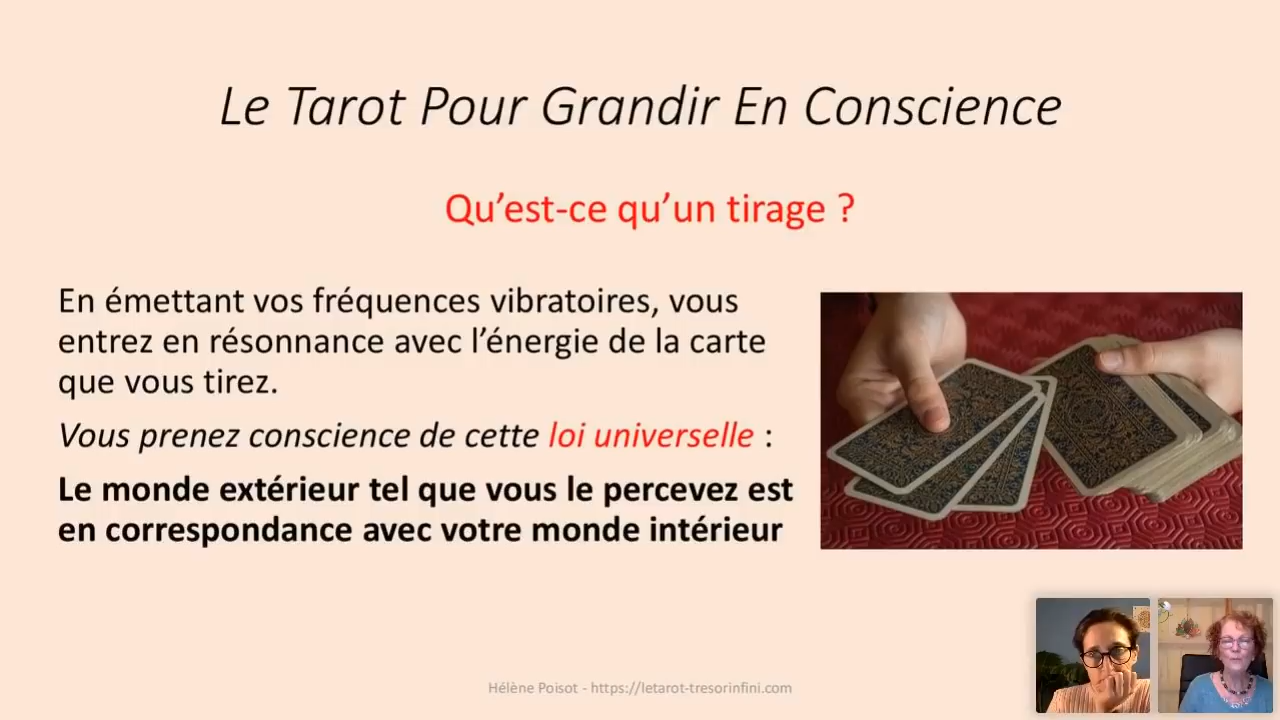 Le Tarot Pour Grandir En Conscience
Qu’est-ce qu’un tirage ?
En émettant vos fréquences vibratoires, vous
entrez en résonnance avec l’énergie de la carte
que vous tirez.
Vous prenez conscience de cette loi universelle :
Le monde extérieur tel que vous le percevez est
en correspondance avec votre monde intérieur
Hélène Poisot - https://letarot-tresorinfini.com